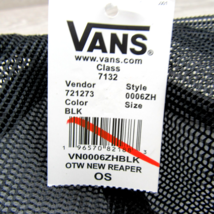 VANS
www.vans.com
Class
7132
Vendor Style
721273 0006ZH
Color Size
BLK
VN0006ZHBLK
OTW NEW REAPER
OS